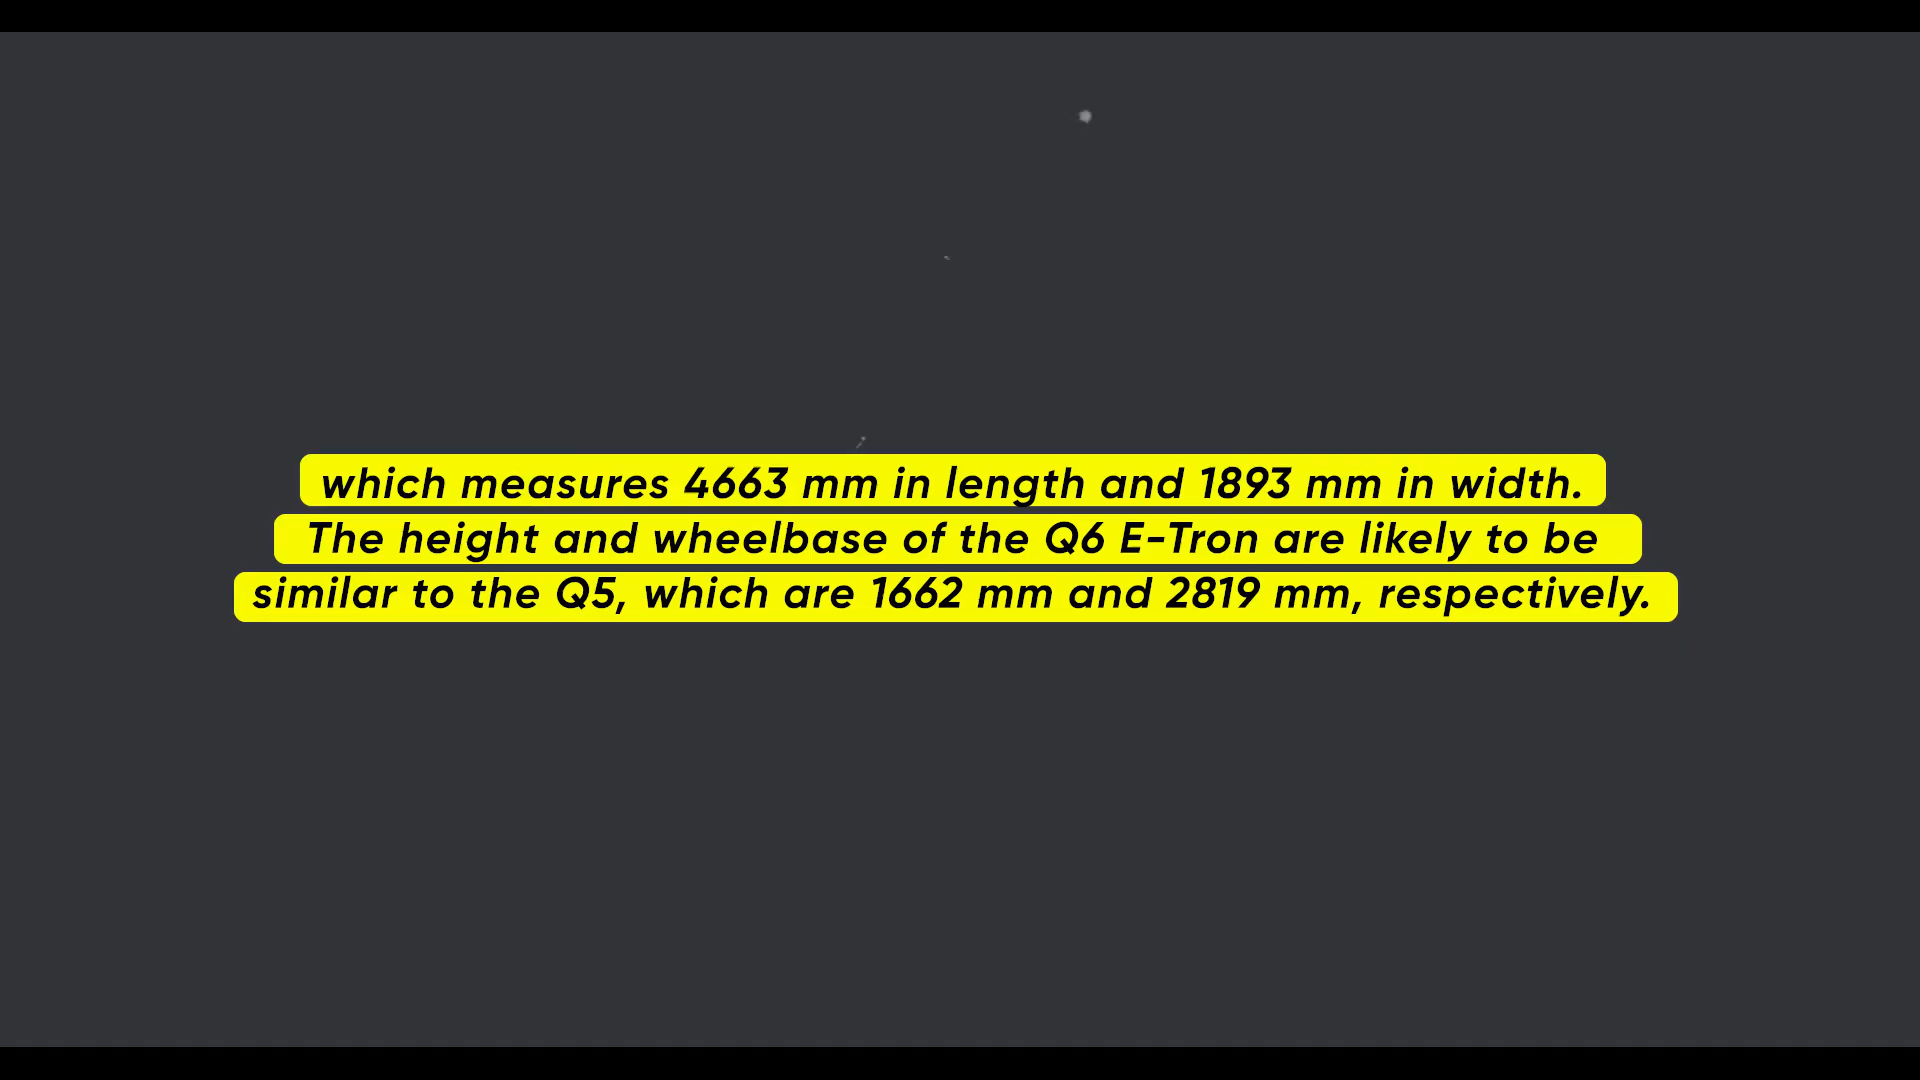 which measures 4663 mm in length and 1893 mm in width.
The height and wheelbase of the Q6 E-Tron are likely to be
similar to the Q5, which are 1662 mm and 2819 mm, respectively.